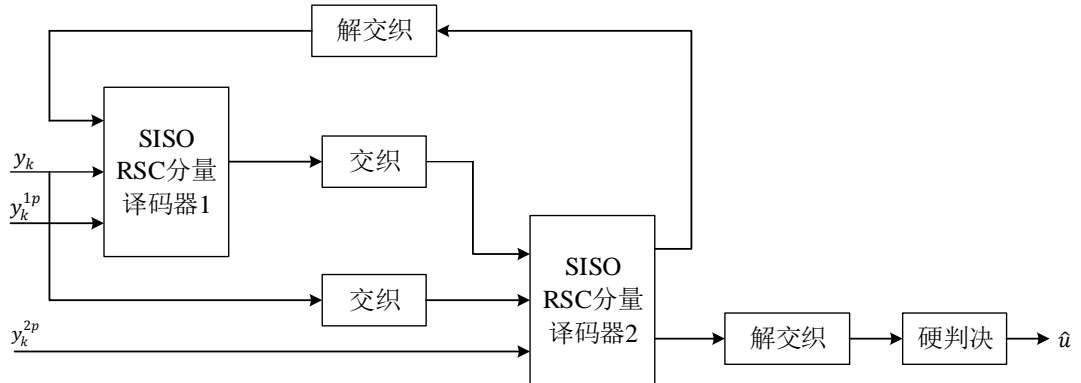 解交织
SISO
RSC分量
译码器1
交织
y_k
y_k^{1p}
SISO
RSC分量
译码器2
交织
y_k^{2p}
解交织
硬判决
û